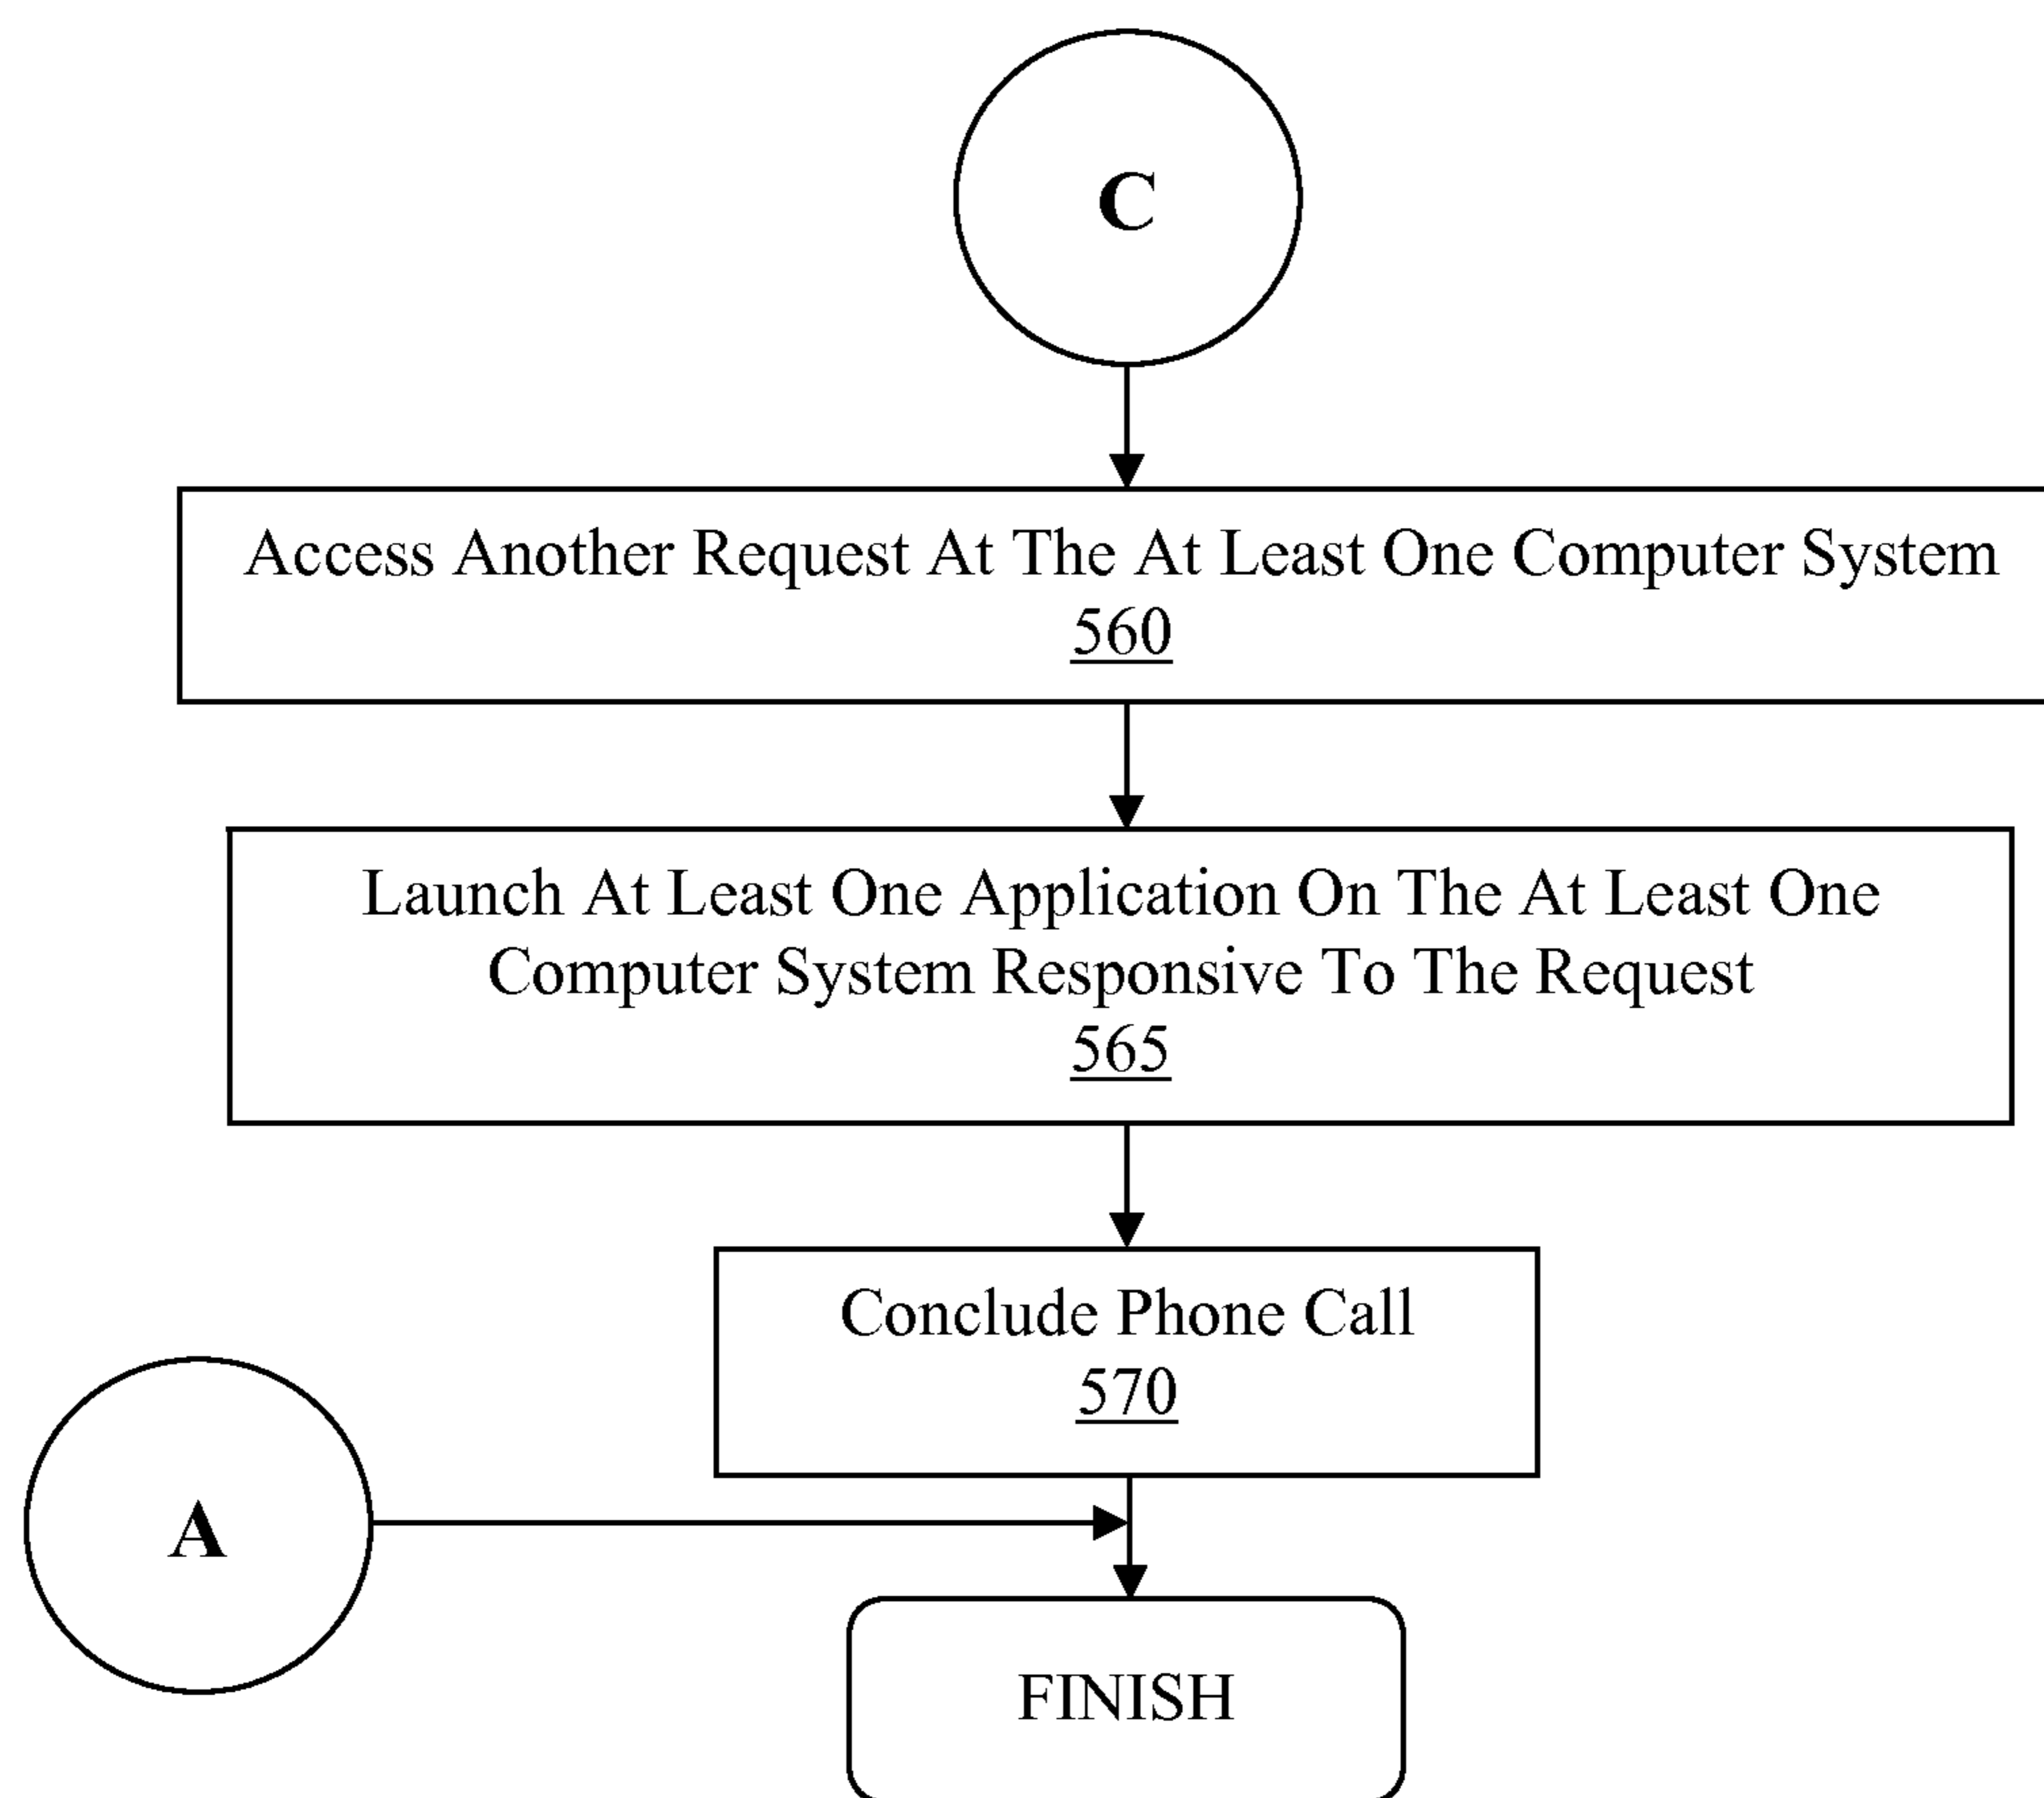 C
Access Another Request At The At Least One Computer System
560
Launch At Least One Application On The At Least One
Computer System Responsive To The Request
565
Conclude Phone Call
570
A
FINISH